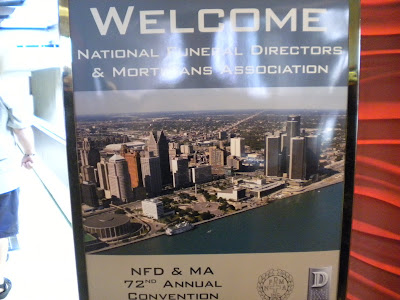 WELCOME
NATIONAL FUNERAL DIRECTORS
& MORTICIANS ASSOCIATION
NFD & MA
72ND ANNUAL
CONVENTION
D